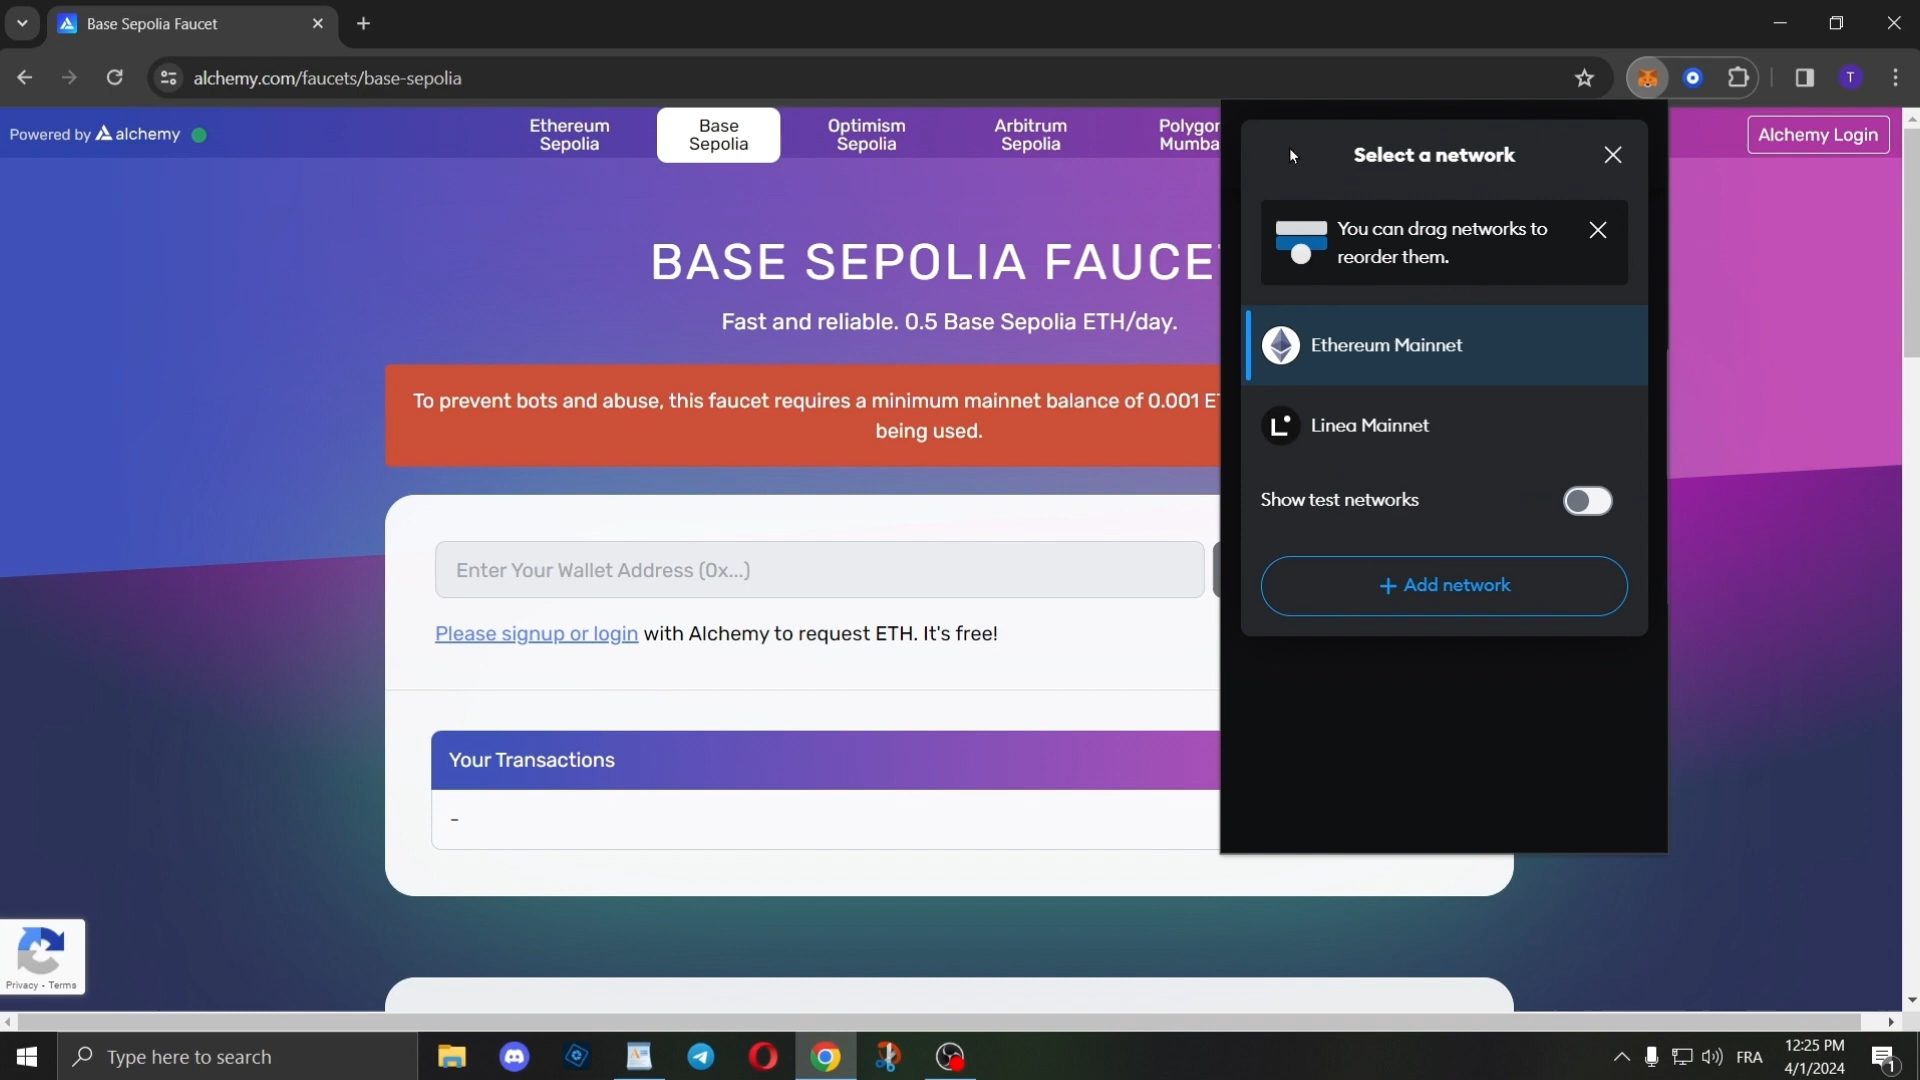 Base Sepolia Faucet
alchemy.com/faucets/base-sepolia
T
Powered by alchemy
Ethereum
Sepolia
Base
Sepolia
Optimism
Sepolia
Arbitrum
Sepolia
Polygon
Mumba
Alchemy Login
BASE SEPOLIA FAUCE
Fast and reliable. 0.5 Base Sepolia ETH/day.
To prevent bots and abuse, this faucet requires a minimum mainnet balance of 0.001 E
being used.
Enter Your Wallet Address (0x...)
Please signup or login with Alchemy to request ETH. It's free!
Your Transactions
-
Select a network
You can drag networks to
reorder them.
Ethereum Mainnet
Linea Mainnet
Show test networks
+ Add network
Privacy - Terms
Type here to search
FRA
12:25 PM
4/1/2024
1